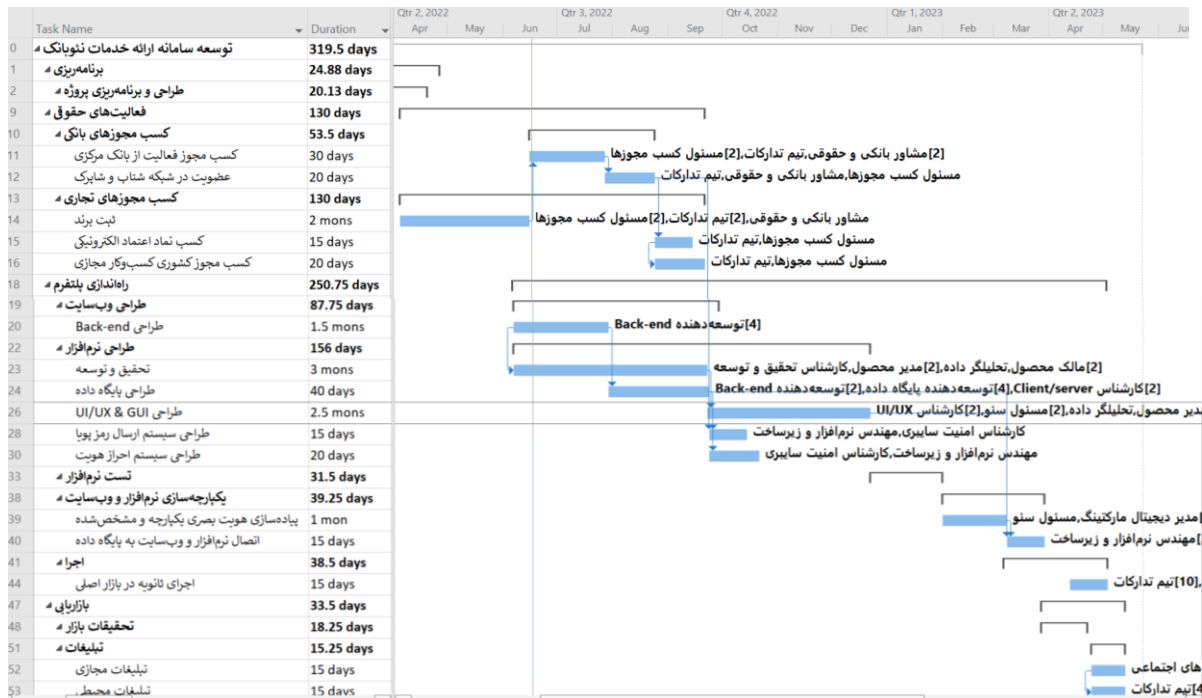 Qtr 2, 2022 Qtr 3, 2022 Qtr 4, 2022 Qtr 1, 2023 Qtr 2, 2023
Task Name Duration Apr May Jun Jul Aug Sep Oct Nov Dec Jan Feb Mar Apr May Jun
0 توسعه سامانه ارائه خدمات نئوبانک 319.5 days
1 برنامه‌ریزی 24.88 days
2 طراحی و برنامه‌ریزی پروژه 20.13 days
9 فعالیت‌های حقوقی 130 days
10 کسب مجوزهای بانکی 53.5 days
11 کسب مجوز فعالیت از بانک مرکزی 30 days مشاور بانکی و حقوقی,تیم تدارکات,[2]مسئول کسب مجوزها[2]
12 عضویت در شبکه شتاب و شاپرک 20 days مسئول کسب مجوزها,مشاور بانکی و حقوقی,تیم تدارکات
13 کسب مجوزهای تجاری 130 days
14 ثبت برند 2 mons مشاور بانکی و حقوقی,[2]تیم تدارکات,[2]مسئول کسب مجوزها
15 کسب نماد اعتماد الکترونیکی 15 days مسئول کسب مجوزها,تیم تدارکات
16 کسب مجوز کشوری کسب‌وکار مجازی 20 days مسئول کسب مجوزها,تیم تدارکات
18 راه‌اندازی پلتفرم 250.75 days
19 طراحی وب‌سایت 87.75 days
20 طراحی Back-end 1.5 mons توسعه‌دهنده Back-end[4]
22 طراحی نرم‌افزار 156 days
23 تحقیق و توسعه 3 mons مالک محصول,تحلیلگر داده,[2]مدیر محصول,کارشناس تحقیق و توسعه[2]
24 طراحی پایگاه داده 40 days کارشناس Client/server,[4]توسعه‌دهنده پایگاه داده,[2]توسعه‌دهنده Back-end[2]
26 طراحی UI/UX & GUI 2.5 mons مدیر محصول,تحلیلگر داده,[2]مسئول سئو,[2]کارشناس UI/UX
28 طراحی سیستم ارسال رمز پویا 15 days کارشناس امنیت سایبری,مهندس نرم‌افزار و زیرساخت
30 طراحی سیستم احراز هویت 20 days مهندس نرم‌افزار و زیرساخت,کارشناس امنیت سایبری
33 تست نرم‌افزار 31.5 days
38 یکپارچه‌سازی نرم‌افزار و وب‌سایت 39.25 days
39 پیاده‌سازی هویت بصری یکپارچه و مشخص‌شده 1 mon مدیر دیجیتال مارکتینگ,مسئول سئو
40 اتصال نرم‌افزار و وب‌سایت به پایگاه داده 15 days مهندس نرم‌افزار و زیرساخت
41 اجرا 38.5 days
44 اجرای ثانویه در بازار اصلی 15 days [10]تیم تدارکات
47 بازاریابی 33.5 days
48 تحقیقات بازار 18.25 days
51 تبلیغات 15.25 days
52 تبلیغات مجازی 15 days های اجتماعی
53 تبلیغات محیطی 15 days تیم تدارکات